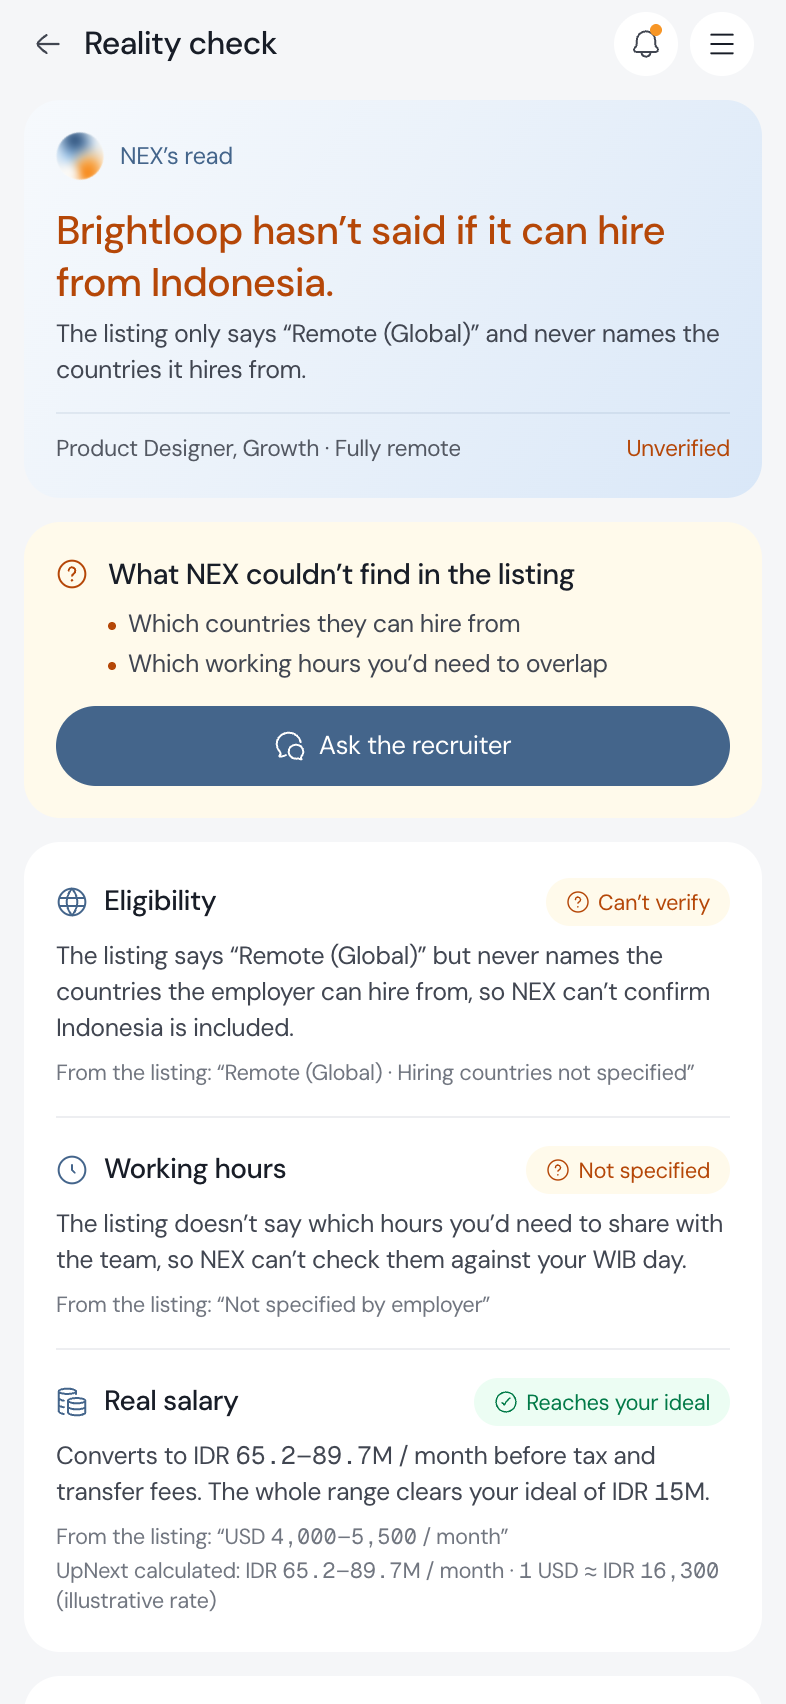 Reality check
NEX’s read
Brightloop hasn’t said if it can hire
from Indonesia.
The listing only says “Remote (Global)” and never names the
countries it hires from.
Product Designer, Growth · Fully remote
Unverified
What NEX couldn’t find in the listing
• Which countries they can hire from
• Which working hours you’d need to overlap
Ask the recruiter
Eligibility
Can’t verify
The listing says “Remote (Global)” but never names the
countries the employer can hire from, so NEX can’t confirm
Indonesia is included.
From the listing: “Remote (Global) · Hiring countries not specified”
Working hours
Not specified
The listing doesn’t say which hours you’d need to share with
the team, so NEX can’t check them against your WIB day.
From the listing: “Not specified by employer”
Real salary
Reaches your ideal
Converts to IDR 65.2–89.7M / month before tax and
transfer fees. The whole range clears your ideal of IDR 15M.
From the listing: “USD 4,000–5,500 / month”
UpNext calculated: IDR 65.2–89.7M / month · 1 USD ≈ IDR 16,300
(illustrative rate)